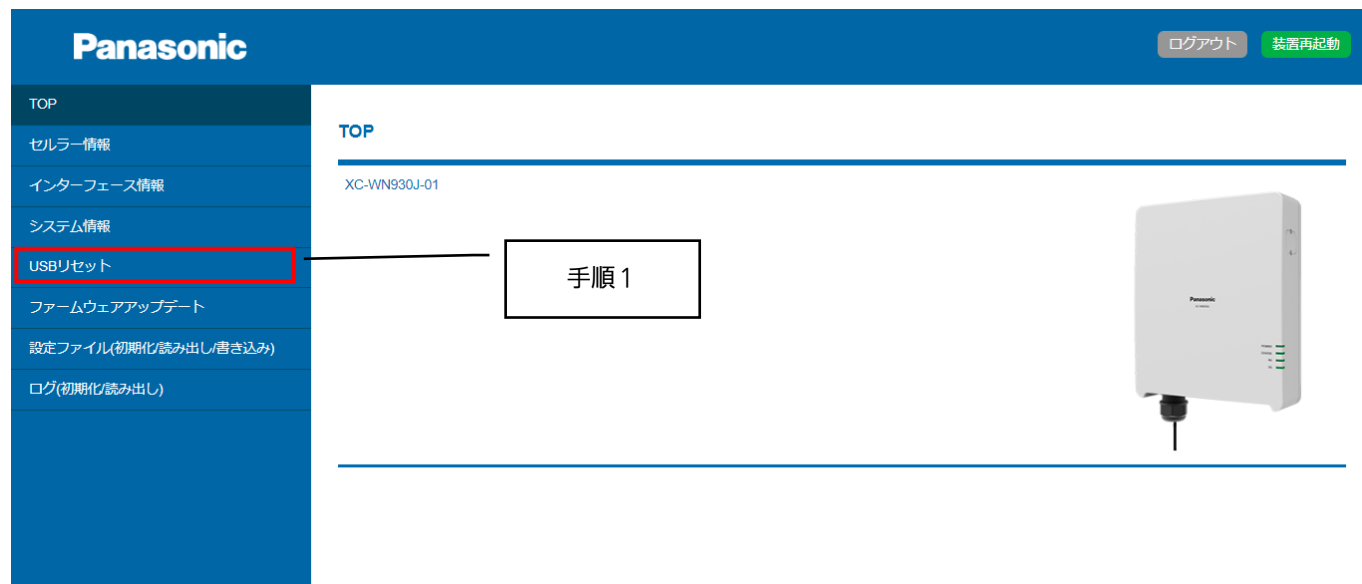 Panasonic
ログアウト
装置再起動
TOP
セルラー情報
インターフェース情報
システム情報
USBリセット
ファームウェアアップデート
設定ファイル(初期化/読み出し/書き込み)
ログ(初期化/読み出し)
TOP
XC-WN930J-01
手順1
Panasonic